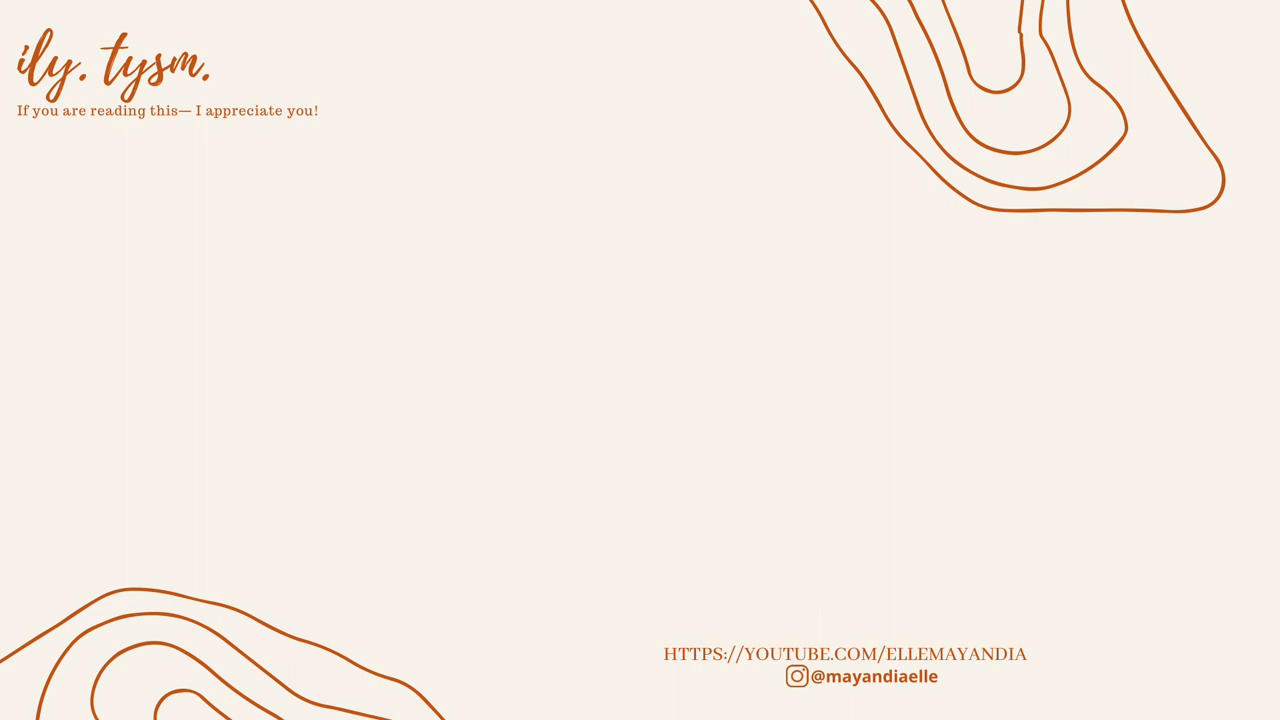 ily. tysm.
If you are reading this— I appreciate you!
HTTPS://YOUTUBE.COM/ELLEMAYANDIA
@mayandiaelle